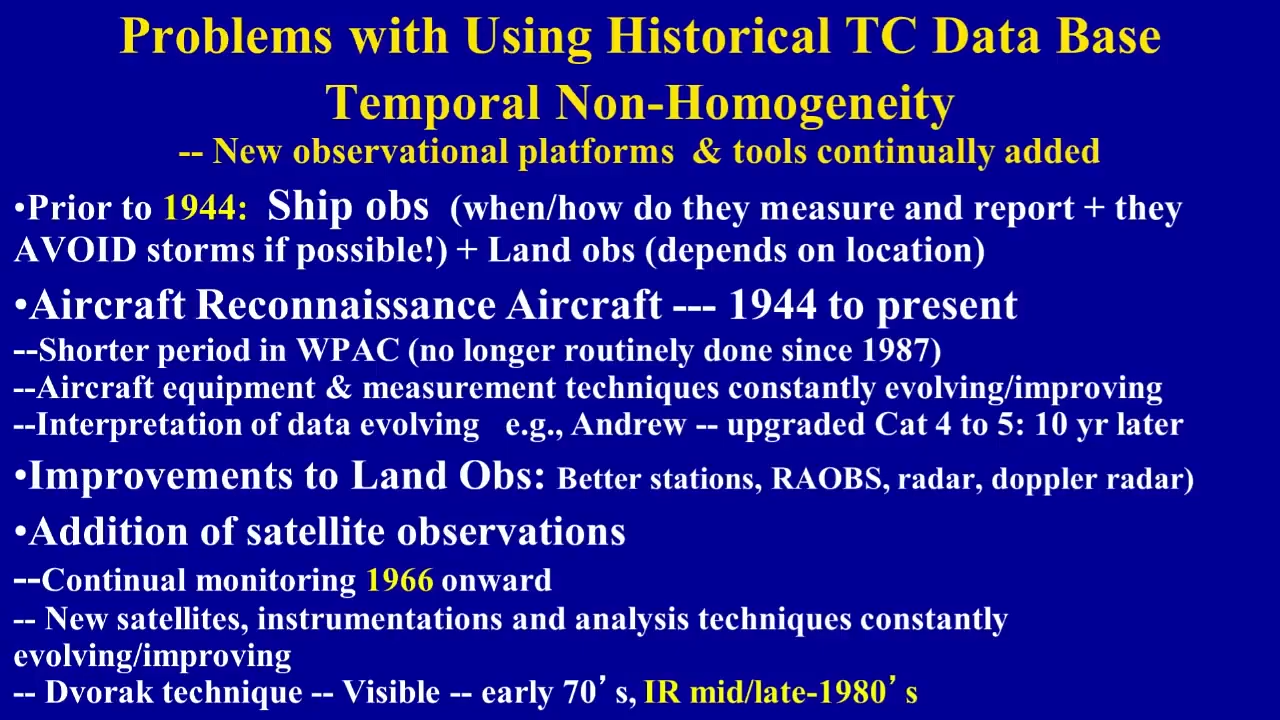 Problems with Using Historical TC Data Base
Temporal Non-Homogeneity
-- New observational platforms & tools continually added
•Prior to 1944: Ship obs (when/how do they measure and report + they
AVOID storms if possible!) + Land obs (depends on location)
•Aircraft Reconnaissance Aircraft --- 1944 to present
--Shorter period in WPAC (no longer routinely done since 1987)
--Aircraft equipment & measurement techniques constantly evolving/improving
--Interpretation of data evolving e.g., Andrew -- upgraded Cat 4 to 5: 10 yr later
•Improvements to Land Obs: Better stations, RAOBS, radar, doppler radar)
•Addition of satellite observations
--Continual monitoring 1966 onward
-- New satellites, instrumentations and analysis techniques constantly
evolving/improving
-- Dvorak technique -- Visible -- early 70’s, IR mid/late-1980’s